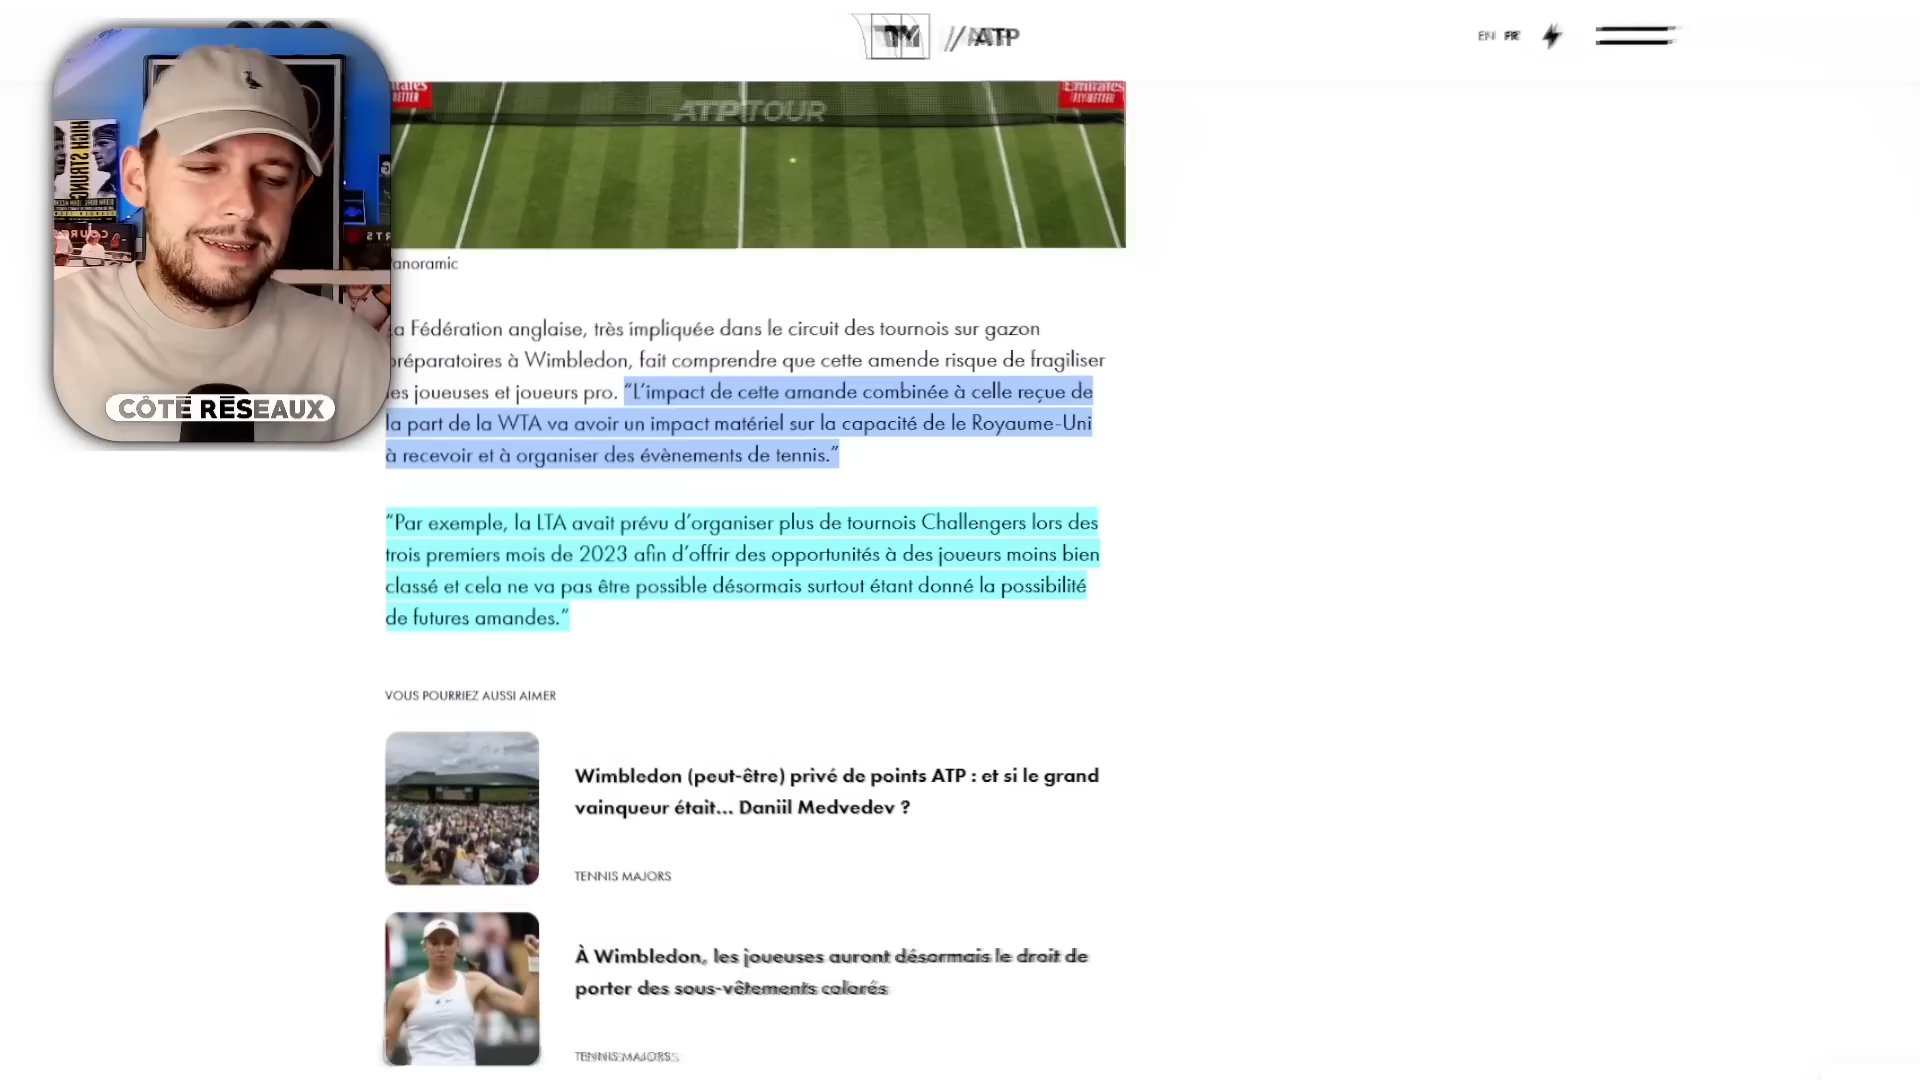 // ATP
EN FR
HIGH STRUNG
BETTER
Emirates
FLY BETTER
ATP TOUR
CÔTÉ RÉSEAUX
anoramic
a Fédération anglaise, très impliquée dans le circuit des tournois sur gazon
préparatoires à Wimbledon, fait comprendre que cette amende risque de fragiliser
les joueuses et joueurs pro. “L’impact de cette amande combinée à celle reçue de
la part de la WTA va avoir un impact matériel sur la capacité de le Royaume-Uni
à recevoir et à organiser des évènements de tennis.”
“Par exemple, la LTA avait prévu d’organiser plus de tournois Challengers lors des
trois premiers mois de 2023 afin d’offrir des opportunités à des joueurs moins bien
classé et cela ne va pas être possible désormais surtout étant donné la possibilité
de futures amandes.”
VOUS POURRIEZ AUSSI AIMER
Wimbledon (peut-être) privé de points ATP : et si le grand
vainqueur était... Daniil Medvedev ?
TENNIS MAJORS
À Wimbledon, les joueuses auront désormais le droit de
porter des sous-vêtements colorés
TENNIS MAJORS